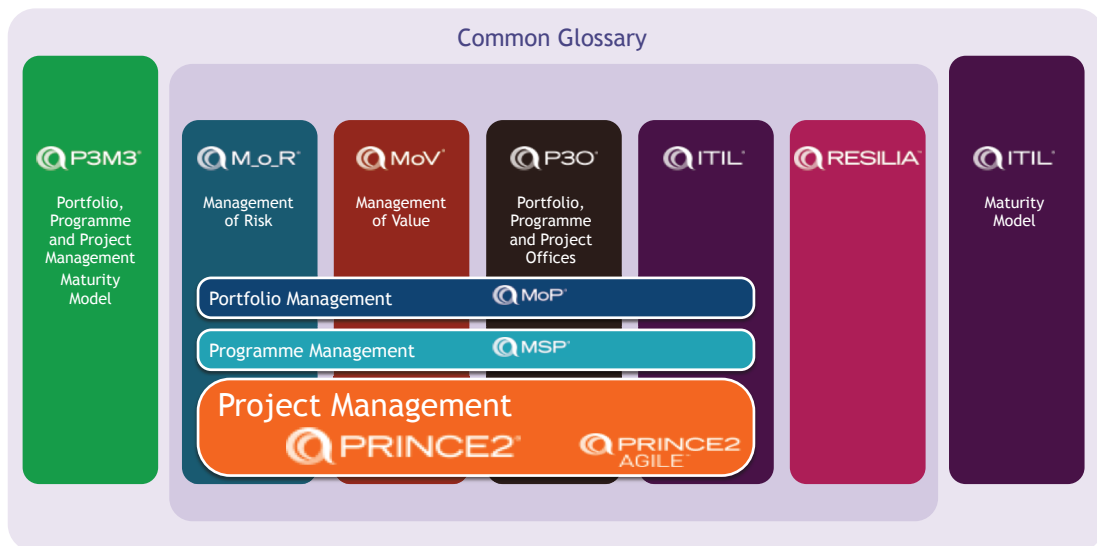 Common Glossary
P3M3®
Portfolio,
Programme
and Project
Management
Maturity
Model
M_o_R®
Management
of Risk
MoV®
Management
of Value
P3O®
Portfolio,
Programme
and Project
Offices
ITIL®
RESILIA™
ITIL®
Maturity
Model
Portfolio Management
MoP®
Programme Management
MSP®
Project Management
PRINCE2®
PRINCE2
AGILE™